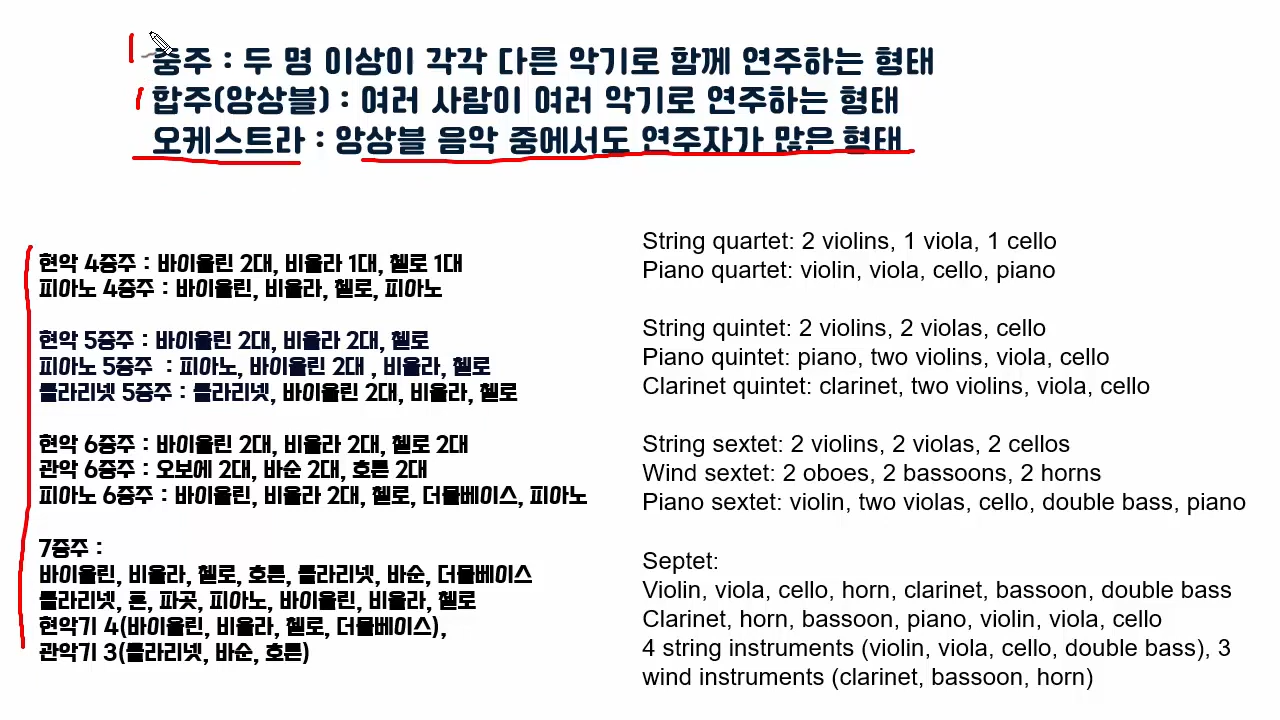 중주 : 두 명 이상이 각각 다른 악기로 함께 연주하는 형태
합주(앙상블) : 여러 사람이 여러 악기로 연주하는 형태
오케스트라 : 앙상블 음악 중에서도 연주자가 많은 형태
현악 4중주 : 바이올린 2대, 비올라 1대, 첼로 1대
피아노 4중주 : 바이올린, 비올라, 첼로, 피아노
현악 5중주 : 바이올린 2대, 비올라 2대, 첼로
피아노 5중주 : 피아노, 바이올린 2대 , 비올라, 첼로
클라리넷 5중주 : 클라리넷, 바이올린 2대, 비올라, 첼로
현악 6중주 : 바이올린 2대, 비올라 2대, 첼로 2대
관악 6중주 : 오보에 2대, 바순 2대, 호른 2대
피아노 6중주 : 바이올린, 비올라 2대, 첼로, 더블베이스, 피아노
7중주 :
바이올린, 비올라, 첼로, 호른, 클라리넷, 바순, 더블베이스
클라리넷, 혼, 파곳, 피아노, 바이올린, 비올라, 첼로
현악기 4(바이올린, 비올라, 첼로, 더블베이스),
관악기 3(클라리넷, 바순, 호른)
String quartet: 2 violins, 1 viola, 1 cello
Piano quartet: violin, viola, cello, piano
String quintet: 2 violins, 2 violas, cello
Piano quintet: piano, two violins, viola, cello
Clarinet quintet: clarinet, two violins, viola, cello
String sextet: 2 violins, 2 violas, 2 cellos
Wind sextet: 2 oboes, 2 bassoons, 2 horns
Piano sextet: violin, two violas, cello, double bass, piano
Septet:
Violin, viola, cello, horn, clarinet, bassoon, double bass
Clarinet, horn, bassoon, piano, violin, viola, cello
4 string instruments (violin, viola, cello, double bass), 3
wind instruments (clarinet, bassoon, horn)